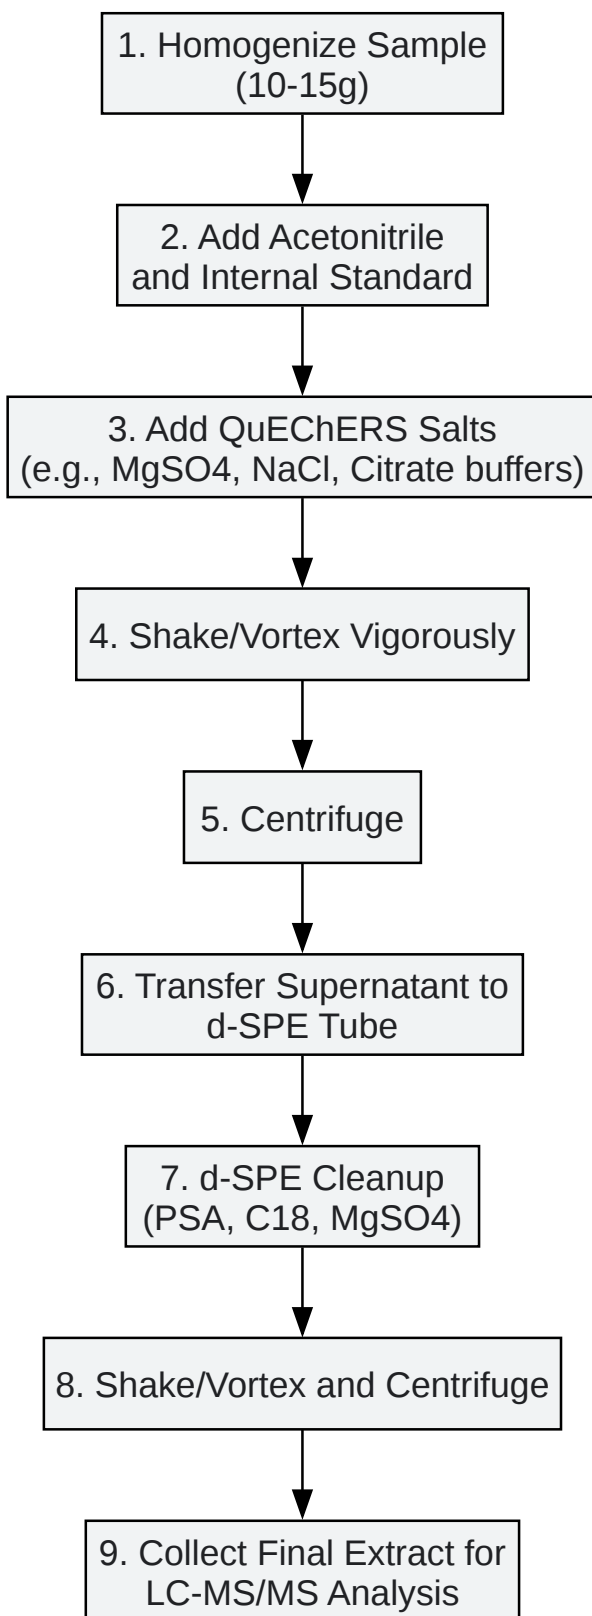 1. Homogenize Sample
(10-15g)
2. Add Acetonitrile
and Internal Standard
3. Add QuEChERS Salts
(e.g., MgSO4, NaCl, Citrate buffers)
4. Shake/Vortex Vigorously
5. Centrifuge
6. Transfer Supernatant to
d-SPE Tube
7. d-SPE Cleanup
(PSA, C18, MgSO4)
8. Shake/Vortex and Centrifuge
9. Collect Final Extract for
LC-MS/MS Analysis